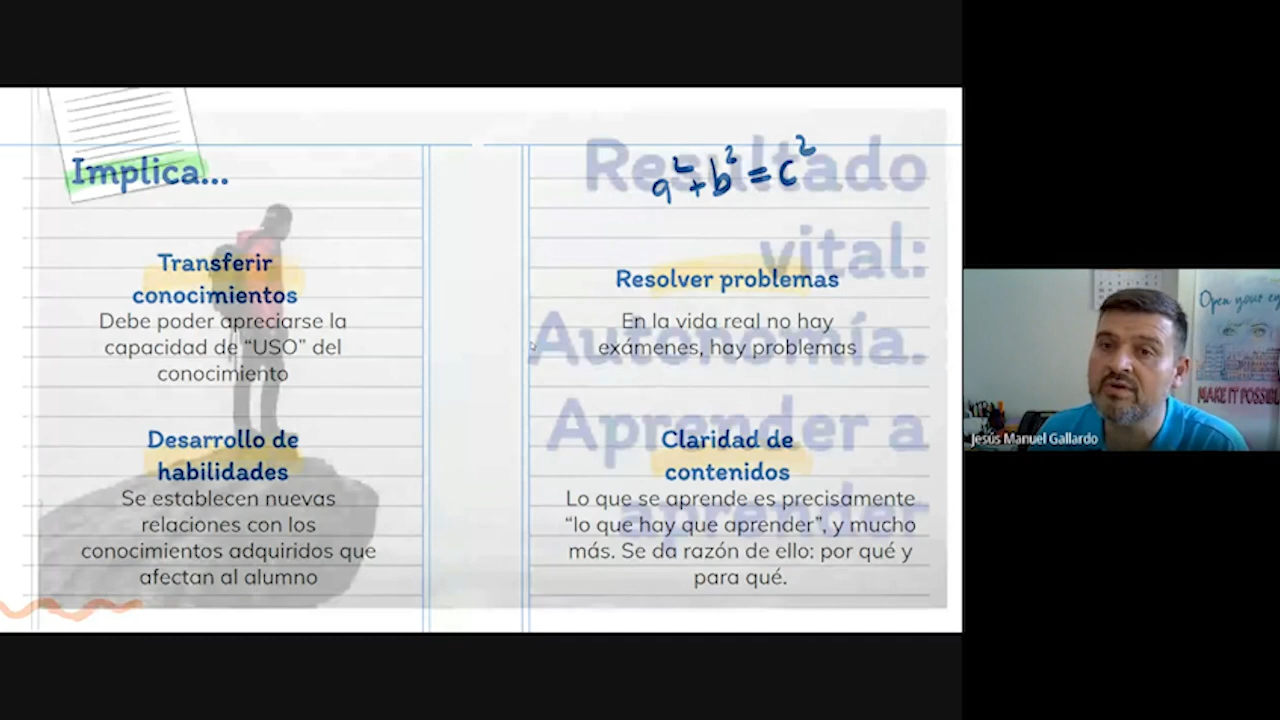 Implica...
a²+b²=c²
Resultado
vital:
Autonomía.
Aprender a
aprender
Transferir
conocimientos
Debe poder apreciarse la
capacidad de “USO” del
conocimiento
Resolver problemas
En la vida real no hay
exámenes, hay problemas
Desarrollo de
habilidades
Se establecen nuevas
relaciones con los
conocimientos adquiridos que
afectan al alumno
Claridad de
contenidos
Lo que se aprende es precisamente
“lo que hay que aprender”, y mucho
más. Se da razón de ello: por qué y
para qué.
Open your
MAKE IT POSSIBL
Jesús Manuel Gallardo